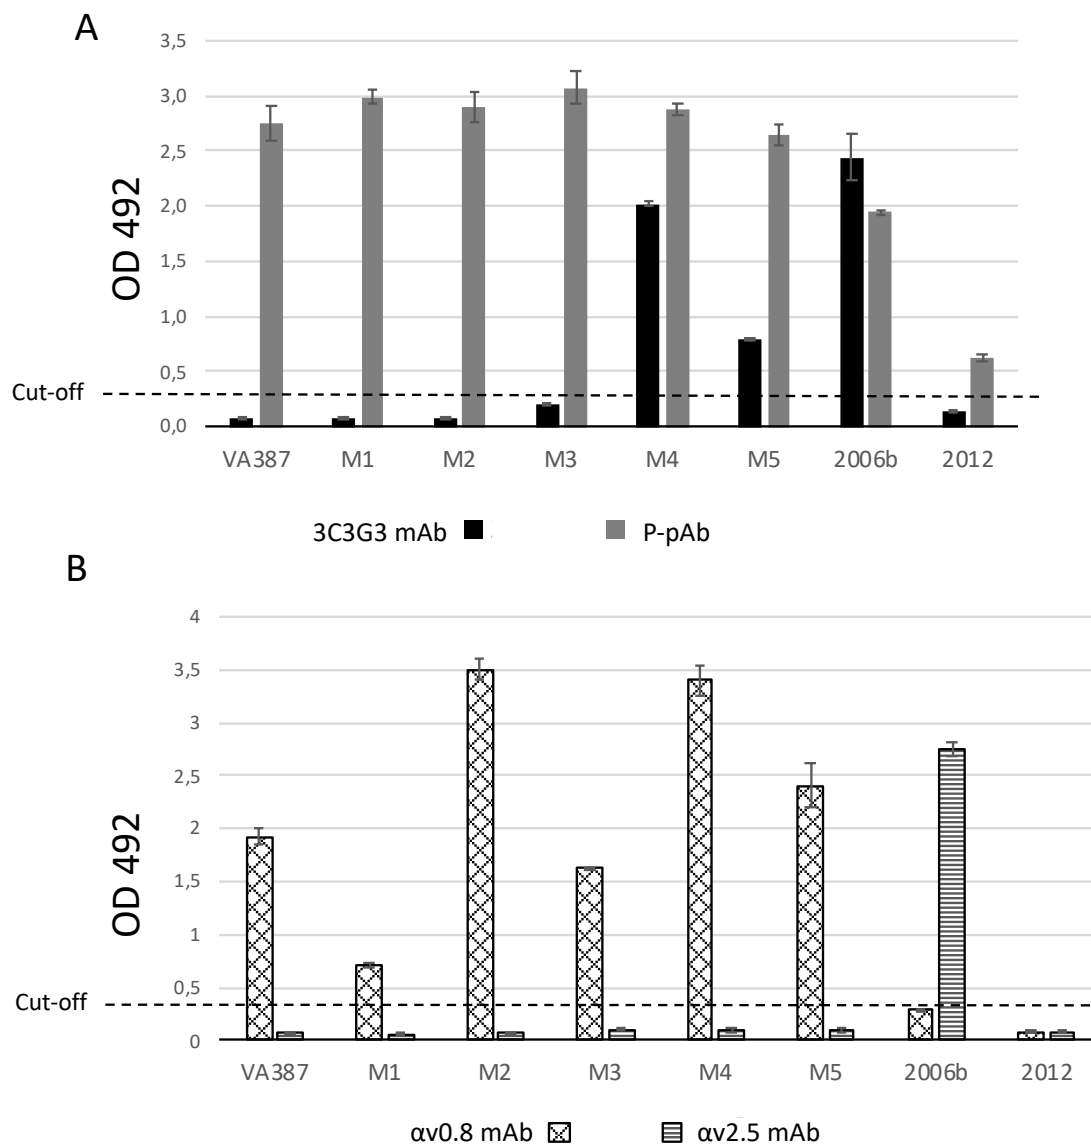 A
3,5
3,0
2,5
2,0
1,5
1,0
0,5
0,0
OD 492
Cut-off
VA387 M1 M2 M3 M4 M5 2006b 2012
3C3G3 mAb P-pAb
B
4
3,5
3
2,5
2
1,5
1
0,5
0
OD 492
Cut-off
VA387 M1 M2 M3 M4 M5 2006b 2012
αv0.8 mAb αv2.5 mAb